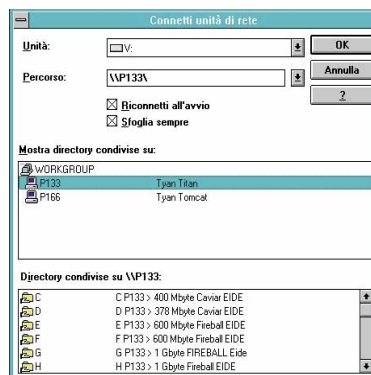 Connetti unità di rete
Unità: V: OK
Percorso: \\P133\ Annulla
?
Riconnetti all'avvio
Sfoglia sempre
Mostra directory condivise su:
WORKGROUP
P133 Tyan Titan
P166 Tyan Tomcat
Directory condivise su \\P133:
C C P133 > 400 Mbyte Caviar EIDE
D D P133 > 378 Mbyte Caviar EIDE
E E P133 > 600 Mbyte Fireball EIDE
F F P133 > 600 Mbyte Fireball EIDE
G G P133 > 1 Gbyte FIREBALL Eide
H H P133 > 1 Gbyte Fireball EIDE